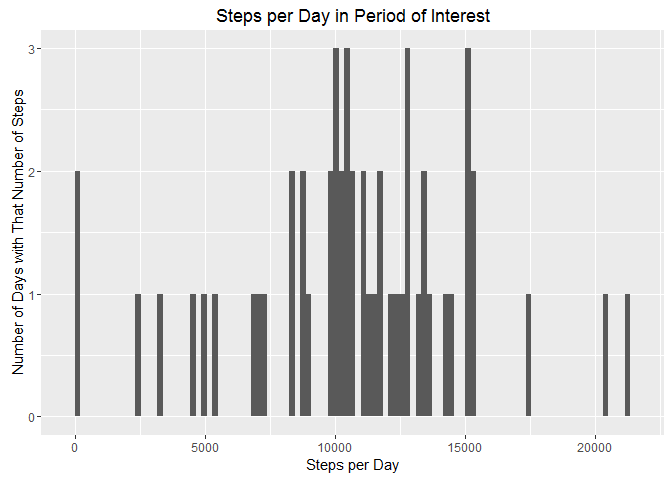 Steps per Day in Period of Interest
Number of Days with That Number of Steps
3
2
1
0
0 5000 10000 15000 20000
Steps per Day